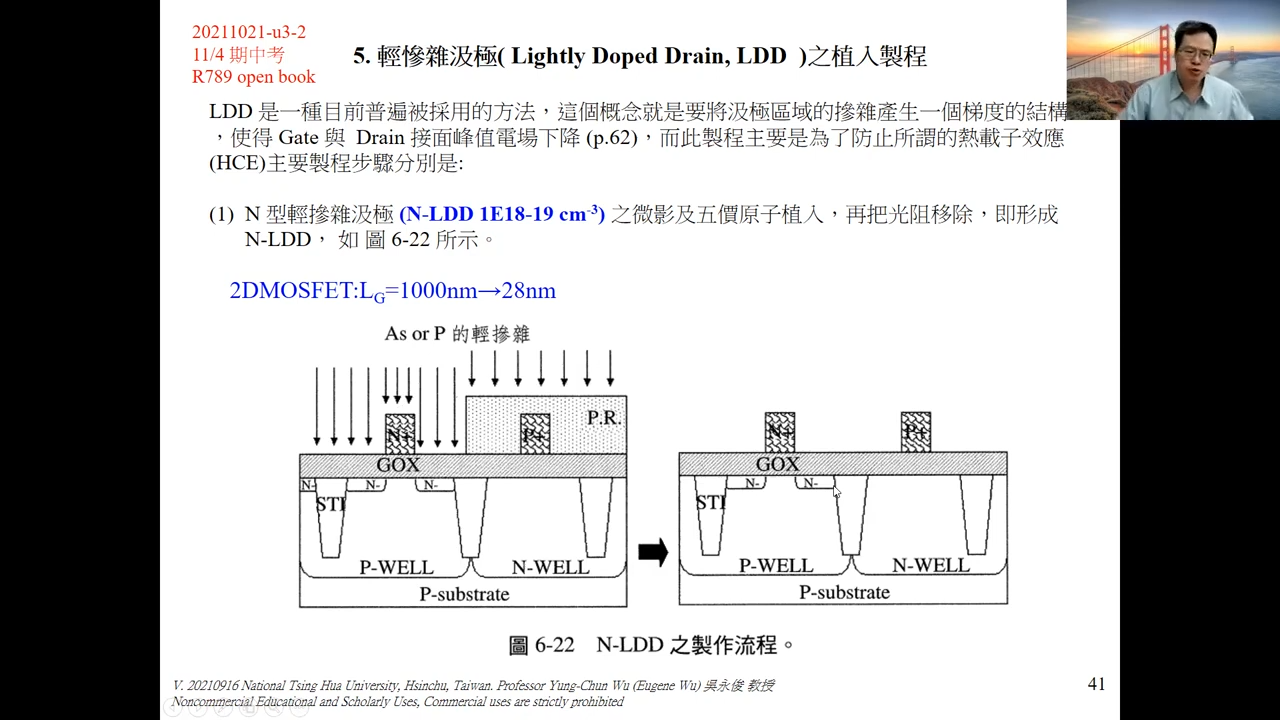 20211021-u3-2
11/4 期中考
R789 open book
5. 輕慘雜汲極( Lightly Doped Drain, LDD )之植入製程
LDD 是一種目前普遍被採用的方法，這個概念就是要將汲極區域的摻雜產生一個梯度的結構
，使得 Gate 與 Drain 接面峰值電場下降 (p.62)，而此製程主要是為了防止所謂的熱載子效應
(HCE)主要製程步驟分別是:
(1) N 型輕摻雜汲極 (N-LDD 1E18-19 cm-3) 之微影及五價原子植入，再把光阻移除，即形成
N-LDD， 如 圖 6-22 所示。
2DMOSFET:LG=1000nm→28nm
As or P 的輕摻雜
P.R.
N+
P+
GOX
N-
N-
N-
STI
P-WELL
N-WELL
P-substrate
N+
P+
GOX
N-
N-
STI
P-WELL
N-WELL
P-substrate
圖 6-22 N-LDD 之製作流程。
V. 20210916 National Tsing Hua University, Hsinchu, Taiwan. Professor Yung-Chun Wu (Eugene Wu) 吳永俊 教授
Noncommercial Educational and Scholarly Uses, Commercial uses are strictly prohibited
41